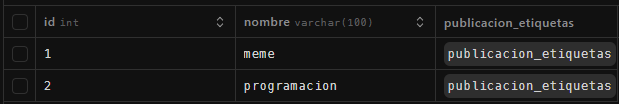 id int nombre varchar(100) publicacion_etiquetas
1 meme publicacion_etiquetas
2 programacion publicacion_etiquetas